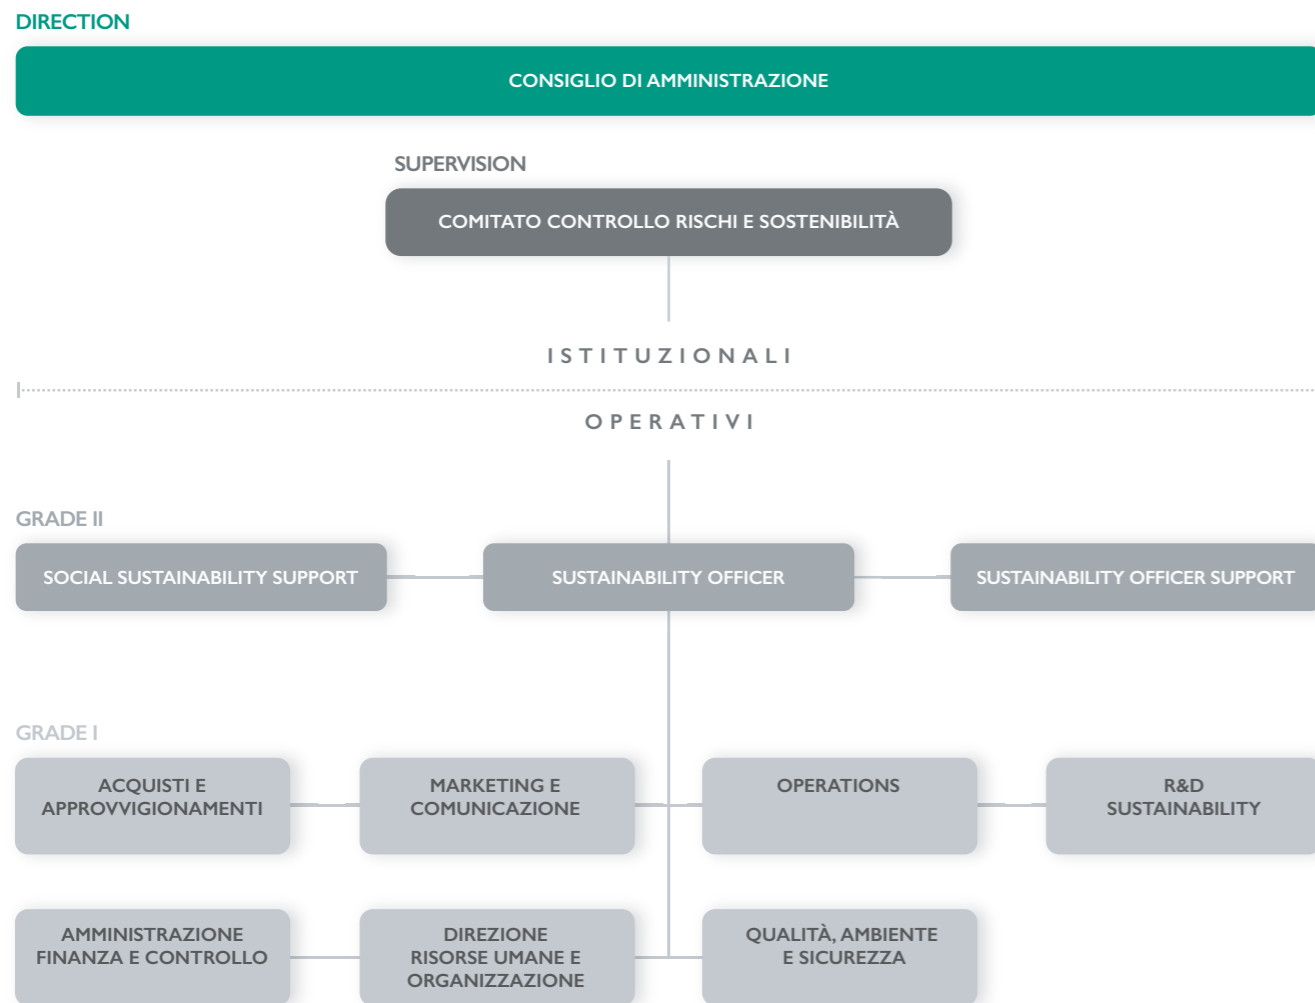 DIRECTION
CONSIGLIO DI AMMINISTRAZIONE
SUPERVISION
COMITATO CONTROLLO RISCHI E SOSTENIBILITÀ
ISTITUZIONALI
OPERATIVI
GRADE II
SOCIAL SUSTAINABILITY SUPPORT
SUSTAINABILITY OFFICER
SUSTAINABILITY OFFICER SUPPORT
GRADE I
ACQUISTI E
APPROVVIGIONAMENTI
MARKETING E
COMUNICAZIONE
OPERATIONS
R&D
SUSTAINABILITY
AMMINISTRAZIONE
FINANZA E CONTROLLO
DIREZIONE
RISORSE UMANE E
ORGANIZZAZIONE
QUALITÀ, AMBIENTE
E SICUREZZA